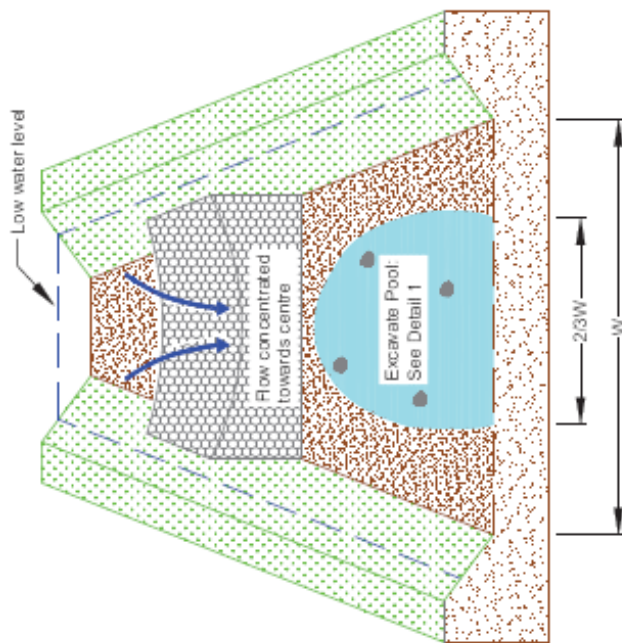 Low water level
Flow concentrated
towards centre
Excavate Pool:
See Detail 1
2/3W
W